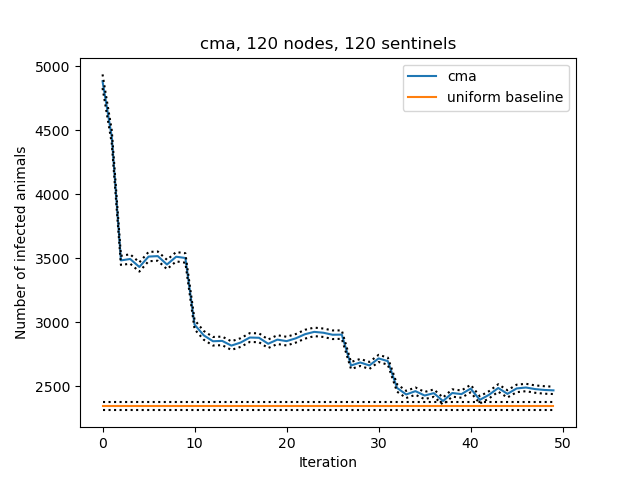 cma, 120 nodes, 120 sentinels
5000
4500
4000
3500
3000
2500
Number of infected animals
cma
uniform baseline
0 10 20 30 40 50
Iteration